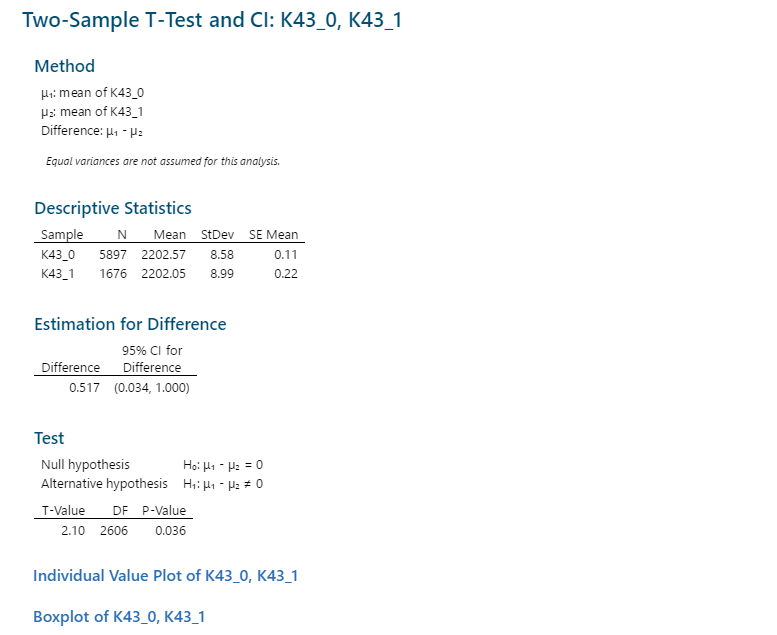 Two-Sample T-Test and CI: K43_0, K43_1
Method
μ₁: mean of K43_0
μ₂: mean of K43_1
Difference: μ₁ - μ₂
Equal variances are not assumed for this analysis.
Descriptive Statistics
Sample N Mean StDev SE Mean
K43_0 5897 2202.57 8.58 0.11
K43_1 1676 2202.05 8.99 0.22
Estimation for Difference
95% CI for
Difference Difference
0.517 (0.034, 1.000)
Test
Null hypothesis H₀: μ₁ - μ₂ = 0
Alternative hypothesis H₁: μ₁ - μ₂ ≠ 0
T-Value DF P-Value
2.10 2606 0.036
Individual Value Plot of K43_0, K43_1
Boxplot of K43_0, K43_1